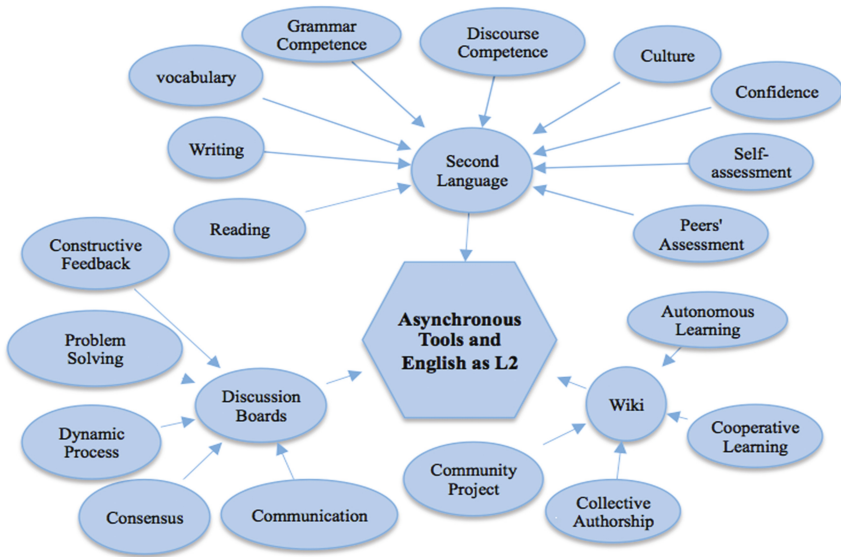 Grammar
Competence
Discourse
Competence
Culture
vocabulary
Confidence
Writing
Second
Language
Self-
assessment
Reading
Peers'
Assessment
Constructive
Feedback
Asynchronous
Tools and
English as L2
Autonomous
Learning
Problem
Solving
Discussion
Boards
Wiki
Dynamic
Process
Cooperative
Learning
Community
Project
Consensus
Communication
Collective
Authorship